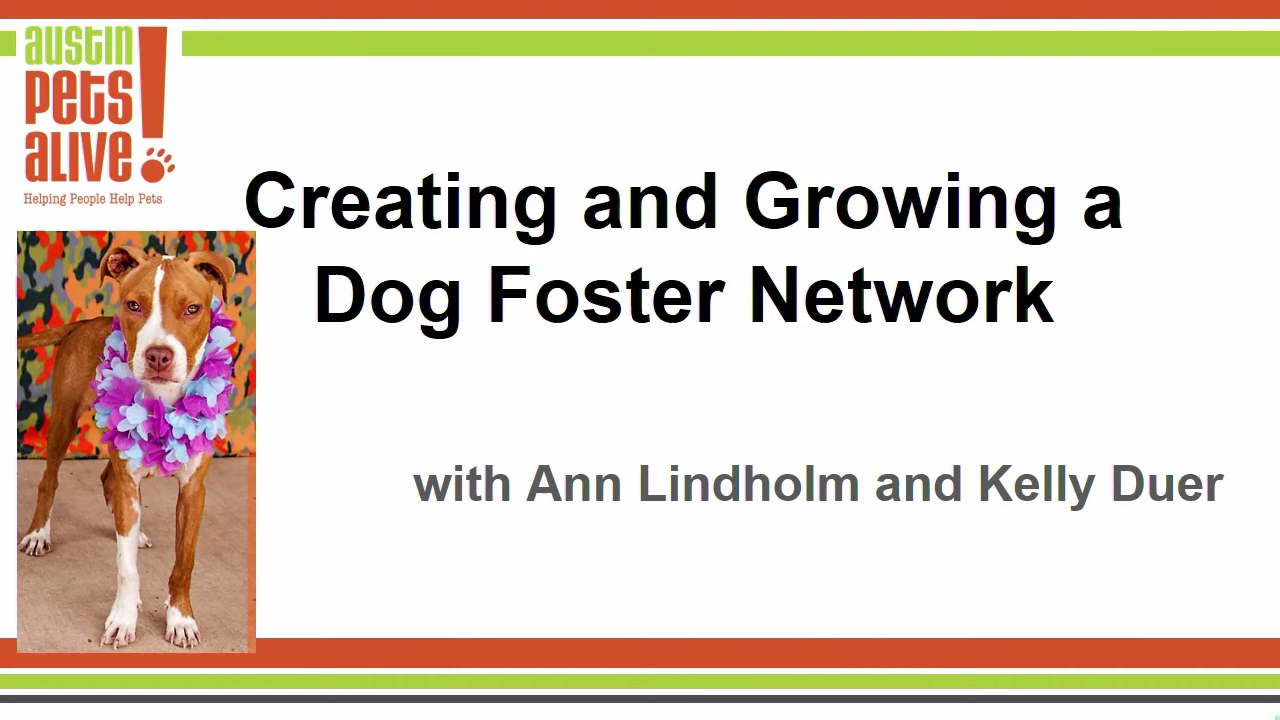 austin
pets
alive!
Helping People Help Pets
Creating and Growing a
Dog Foster Network
with Ann Lindholm and Kelly Duer